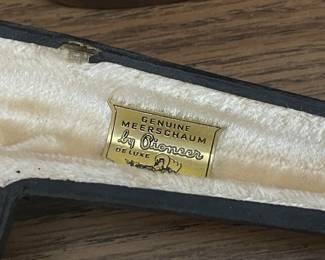 GENUINE
MEERSCHAUM
by Pioneer
DE LUXE